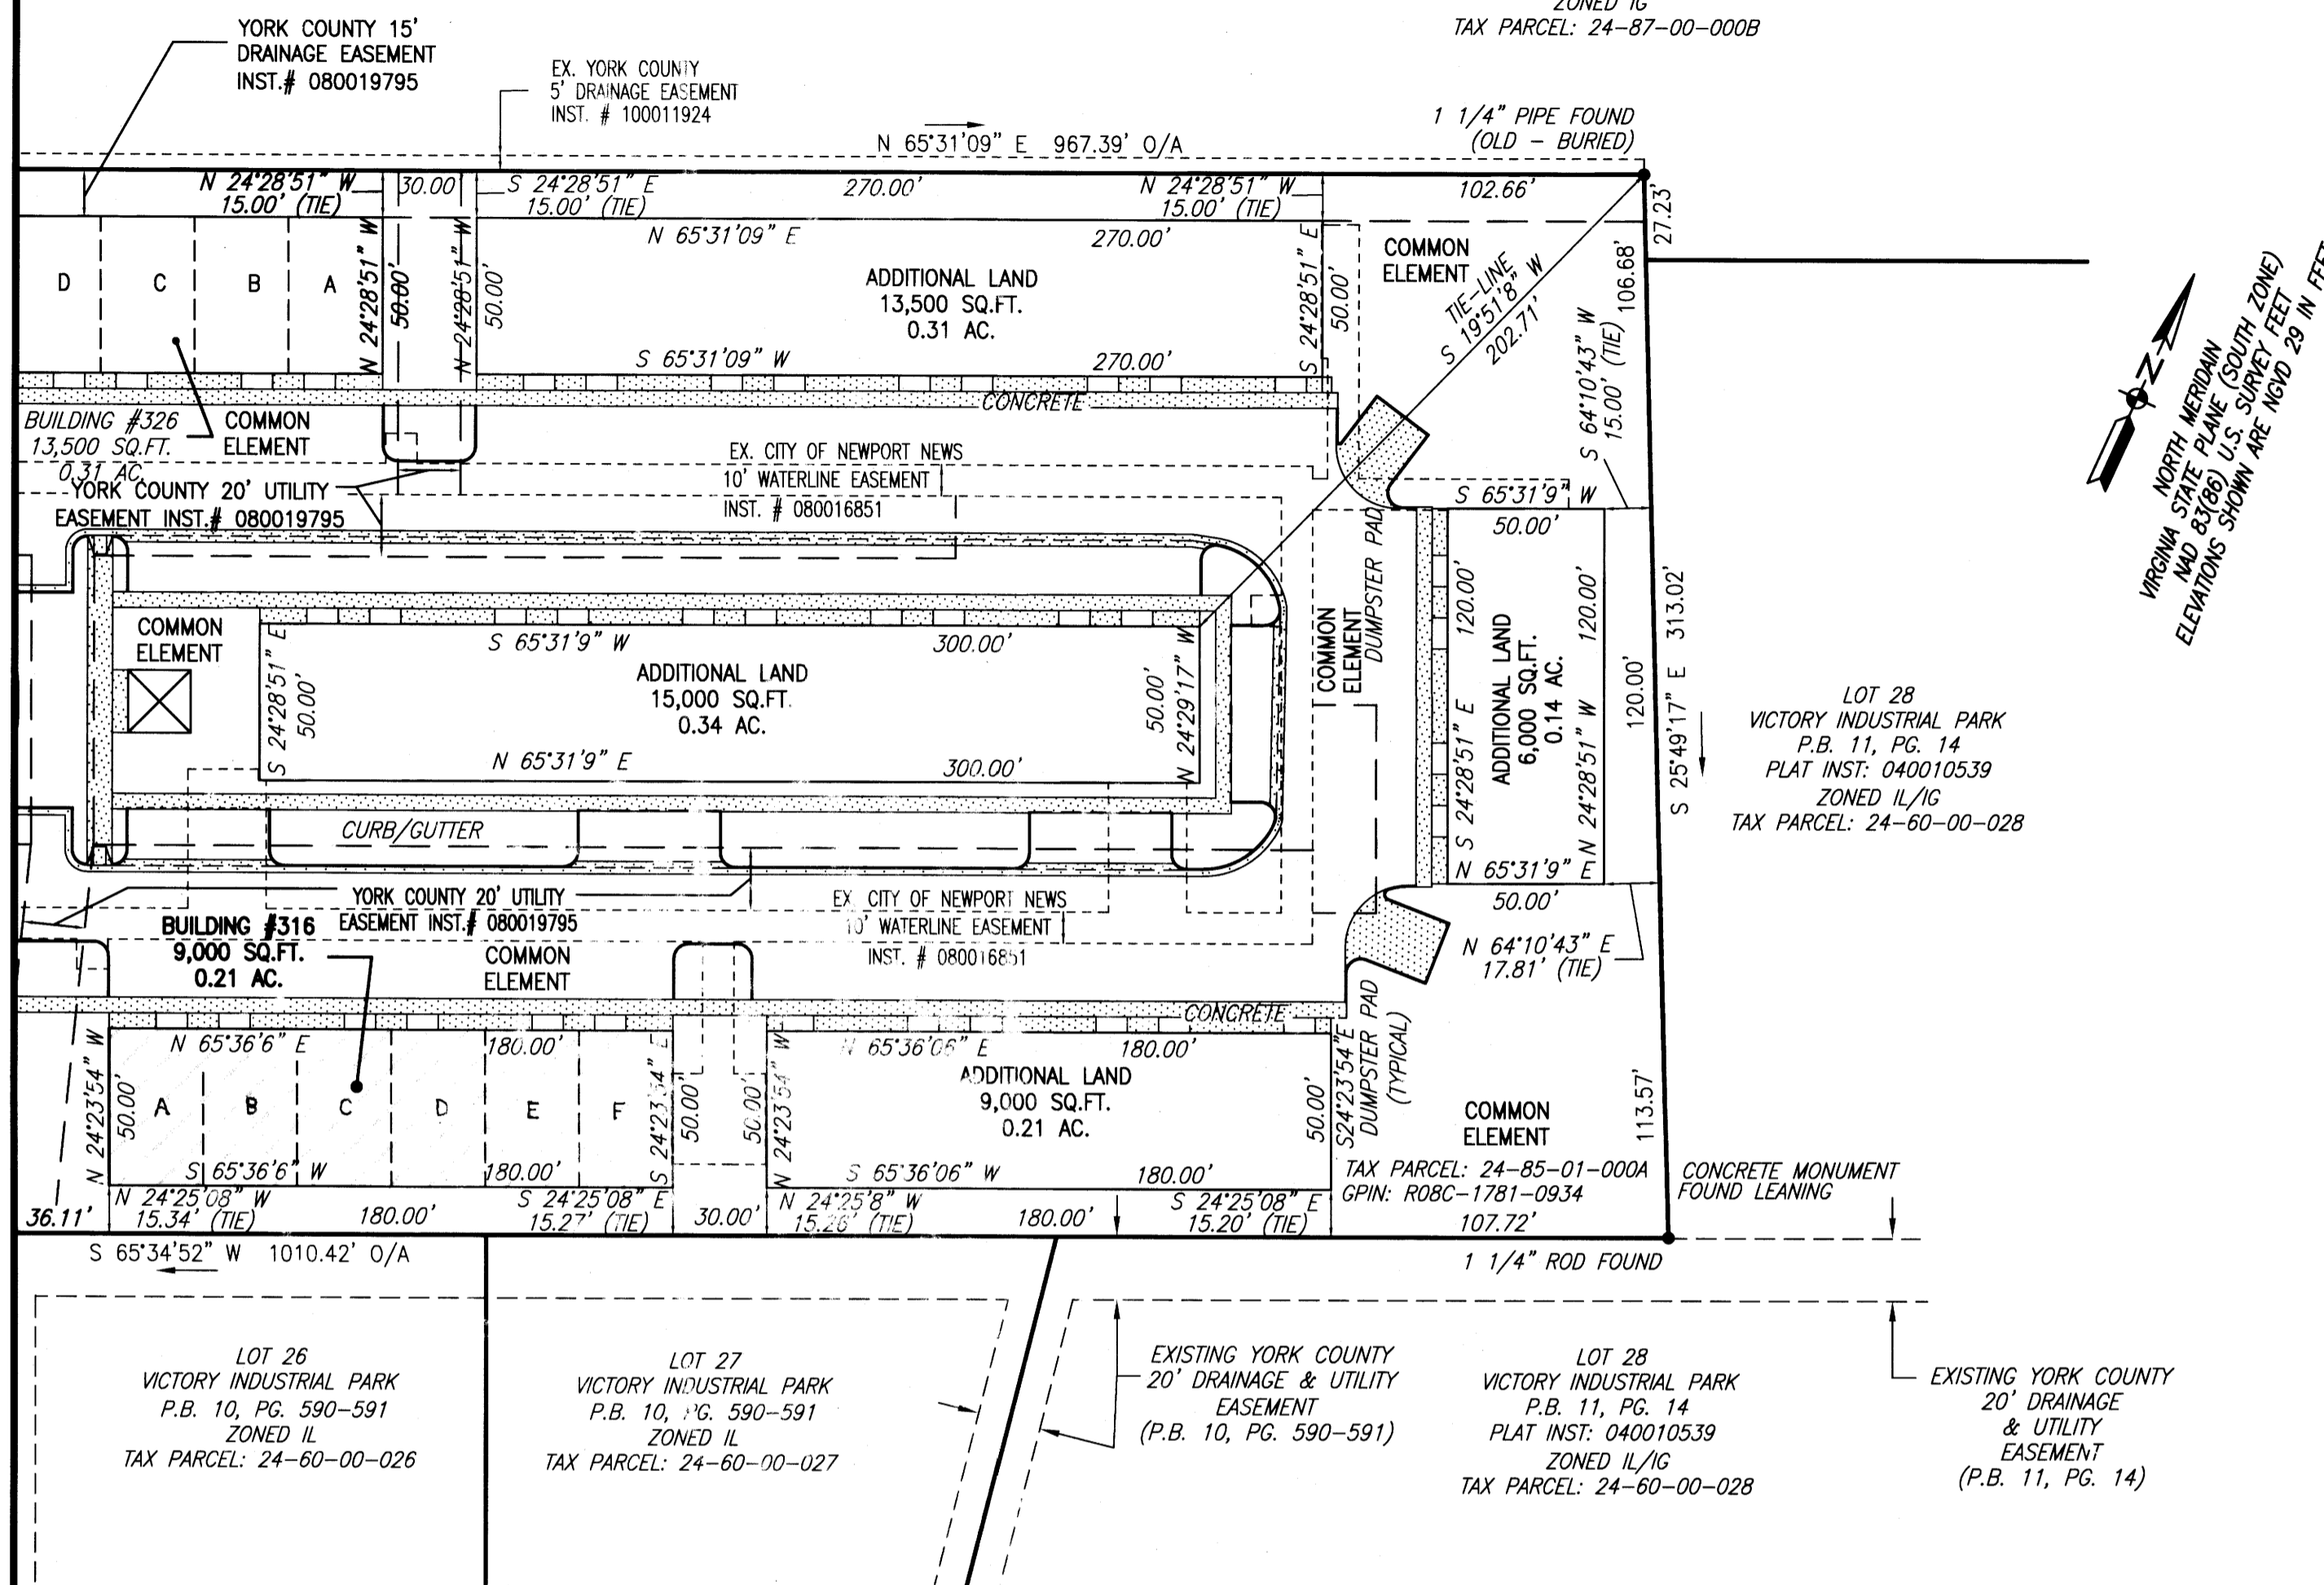 ZONED IG
TAX PARCEL: 24-87-00-000B
YORK COUNTY 15'
DRAINAGE EASEMENT
INST.# 080019795
EX. YORK COUNTY
5' DRAINAGE EASEMENT
INST. # 100011924
N 65°31'09" E 967.39' O/A
1 1/4" PIPE FOUND
(OLD - BURIED)
N 24°28'51" W
15.00' (TIE)
30.00
S 24°28'51" E
15.00' (TIE)
270.00'
N 24°28'51" W
15.00' (TIE)
102.66'
27.23'
D
C
B
A
N 24°28'51" W
50.00'
N 24°28'51" W
50.00'
N 65°31'09" E
270.00'
ADDITIONAL LAND
13,500 SQ.FT.
0.31 AC.
S 65°31'09" W
270.00'
S 24°28'51" E
50.00'
COMMON
ELEMENT
TIE-LINE
S 19°51'8" W
202.71'
106.68'
S 64°10'43" W
15.00' (TIE)
NORTH MERIDAIN
VIRGINIA STATE PLANE (SOUTH ZONE)
NAD 83(86) U.S. SURVEY FEET
ELEVATIONS SHOWN ARE NGVD 29 IN FEET
N
CONCRETE
BUILDING #326
13,500 SQ.FT.
0.31 AC.
COMMON
ELEMENT
YORK COUNTY 20' UTILITY
EASEMENT INST.# 080019795
EX. CITY OF NEWPORT NEWS
10' WATERLINE EASEMENT
INST. # 080016851
S 65°31'9" W
50.00'
DUMPSTER PAD
COMMON
ELEMENT
S 24°28'51" E 120.00'
ADDITIONAL LAND
6,000 SQ.FT.
0.14 AC.
N 24°28'51" W 120.00'
120.00'
S 25°49'17" E 313.02'
N 65°31'9" E
50.00'
N 64°10'43" E
17.81' (TIE)
LOT 28
VICTORY INDUSTRIAL PARK
P.B. 11, PG. 14
PLAT INST: 040010539
ZONED IL/IG
TAX PARCEL: 24-60-00-028
COMMON
ELEMENT
S 24°28'51" E
50.00'
S 65°31'9" W
300.00'
ADDITIONAL LAND
15,000 SQ.FT.
0.34 AC.
N 65°31'9" E
300.00'
50.00'
N 24°29'17" W
CURB/GUTTER
YORK COUNTY 20' UTILITY
EASEMENT INST.# 080019795
EX CITY OF NEWPORT NEWS
10' WATERLINE EASEMENT
INST. # 080016851
BUILDING #316
9,000 SQ.FT.
0.21 AC.
COMMON
ELEMENT
CONCRETE
N 24°23'54" W
50.00'
N 65°36'6" E
180.00'
A
B
C
D
E
F
S 65°36'6" W
180.00'
S 24°23'54" E
50.00'
50.00'
N 24°23'54" W
N 65°36'06" E
180.00'
ADDITIONAL LAND
9,000 SQ.FT.
0.21 AC.
S 65°36'06" W
180.00'
50.00'
S24°23'54"E
DUMPSTER PAD
(TYPICAL)
COMMON
ELEMENT
113.57'
TAX PARCEL: 24-85-01-000A
GPIN: R08C-1781-0934
107.72'
CONCRETE MONUMENT
FOUND LEANING
36.11'
N 24°25'08" W
15.34' (TIE)
180.00'
S 24°25'08" E
15.27' (TIE)
30.00'
N 24°25'8" W
15.26' (TIE)
180.00'
S 24°25'08" E
15.20' (TIE)
S 65°34'52" W 1010.42' O/A
1 1/4" ROD FOUND
LOT 26
VICTORY INDUSTRIAL PARK
P.B. 10, PG. 590-591
ZONED IL
TAX PARCEL: 24-60-00-026
LOT 27
VICTORY INDUSTRIAL PARK
P.B. 10, PG. 590-591
ZONED IL
TAX PARCEL: 24-60-00-027
EXISTING YORK COUNTY
20' DRAINAGE & UTILITY
EASEMENT
(P.B. 10, PG. 590-591)
LOT 28
VICTORY INDUSTRIAL PARK
P.B. 11, PG. 14
PLAT INST: 040010539
ZONED IL/IG
TAX PARCEL: 24-60-00-028
EXISTING YORK COUNTY
20' DRAINAGE
& UTILITY
EASEMENT
(P.B. 11, PG. 14)